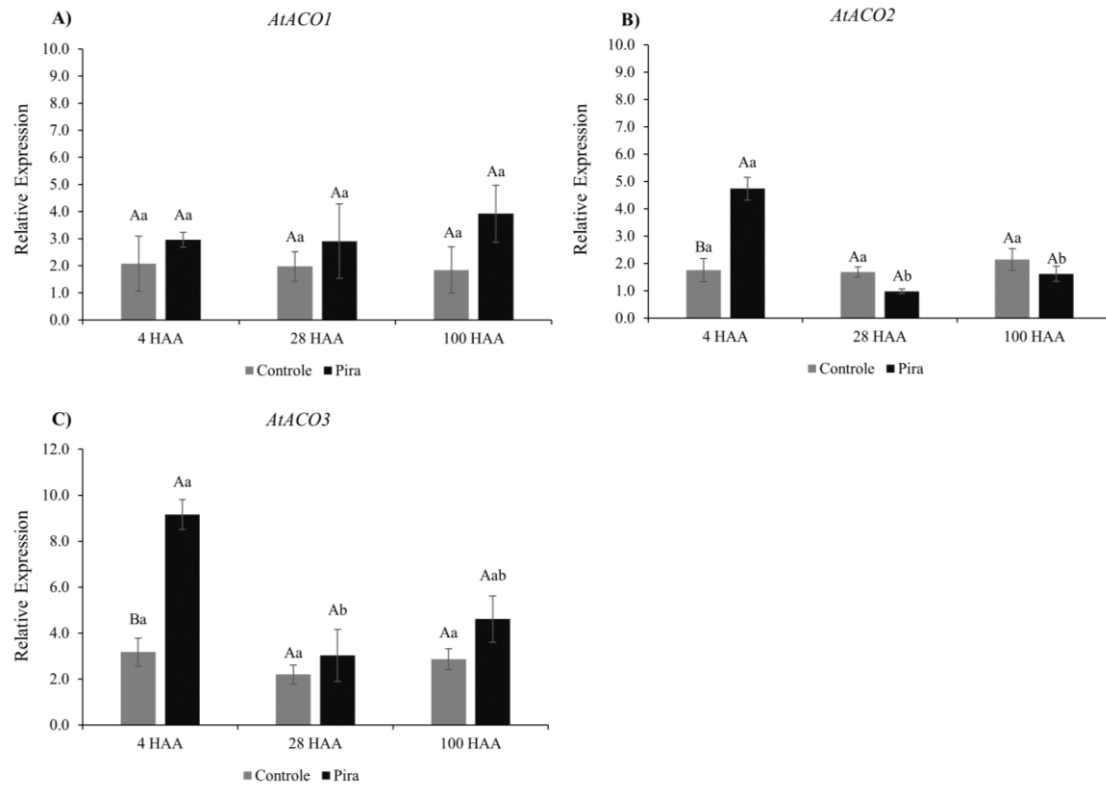 A)
AtACO1
Relative Expression
10.0
9.0
8.0
7.0
6.0
5.0
4.0
3.0
2.0
1.0
0.0
Aa Aa Aa Aa Aa Aa
4 HAA 28 HAA 100 HAA
Controle Pira
B)
AtACO2
Relative Expression
10.0
9.0
8.0
7.0
6.0
5.0
4.0
3.0
2.0
1.0
0.0
Ba Aa Aa Ab Aa Ab
4 HAA 28 HAA 100 HAA
Controle Pira
C)
AtACO3
Relative Expression
12.0
10.0
8.0
6.0
4.0
2.0
0.0
Ba Aa Aa Ab Aa Aab
4 HAA 28 HAA 100 HAA
Controle Pira